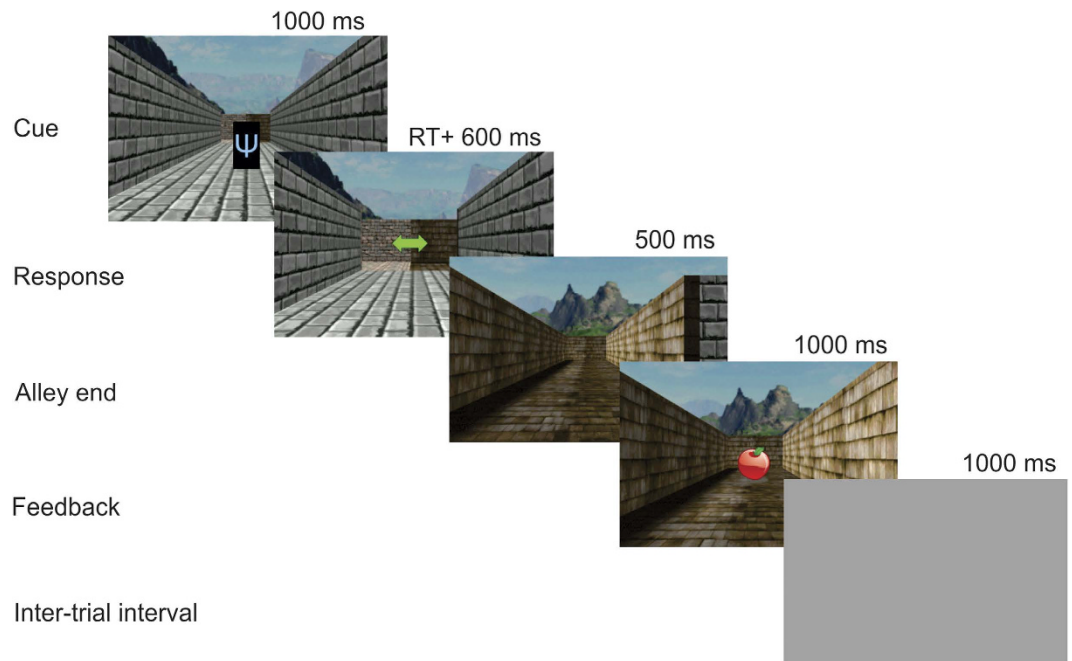 1000 ms
Cue
ψ
RT+ 600 ms
Response
500 ms
Alley end
1000 ms
Feedback
1000 ms
Inter-trial interval